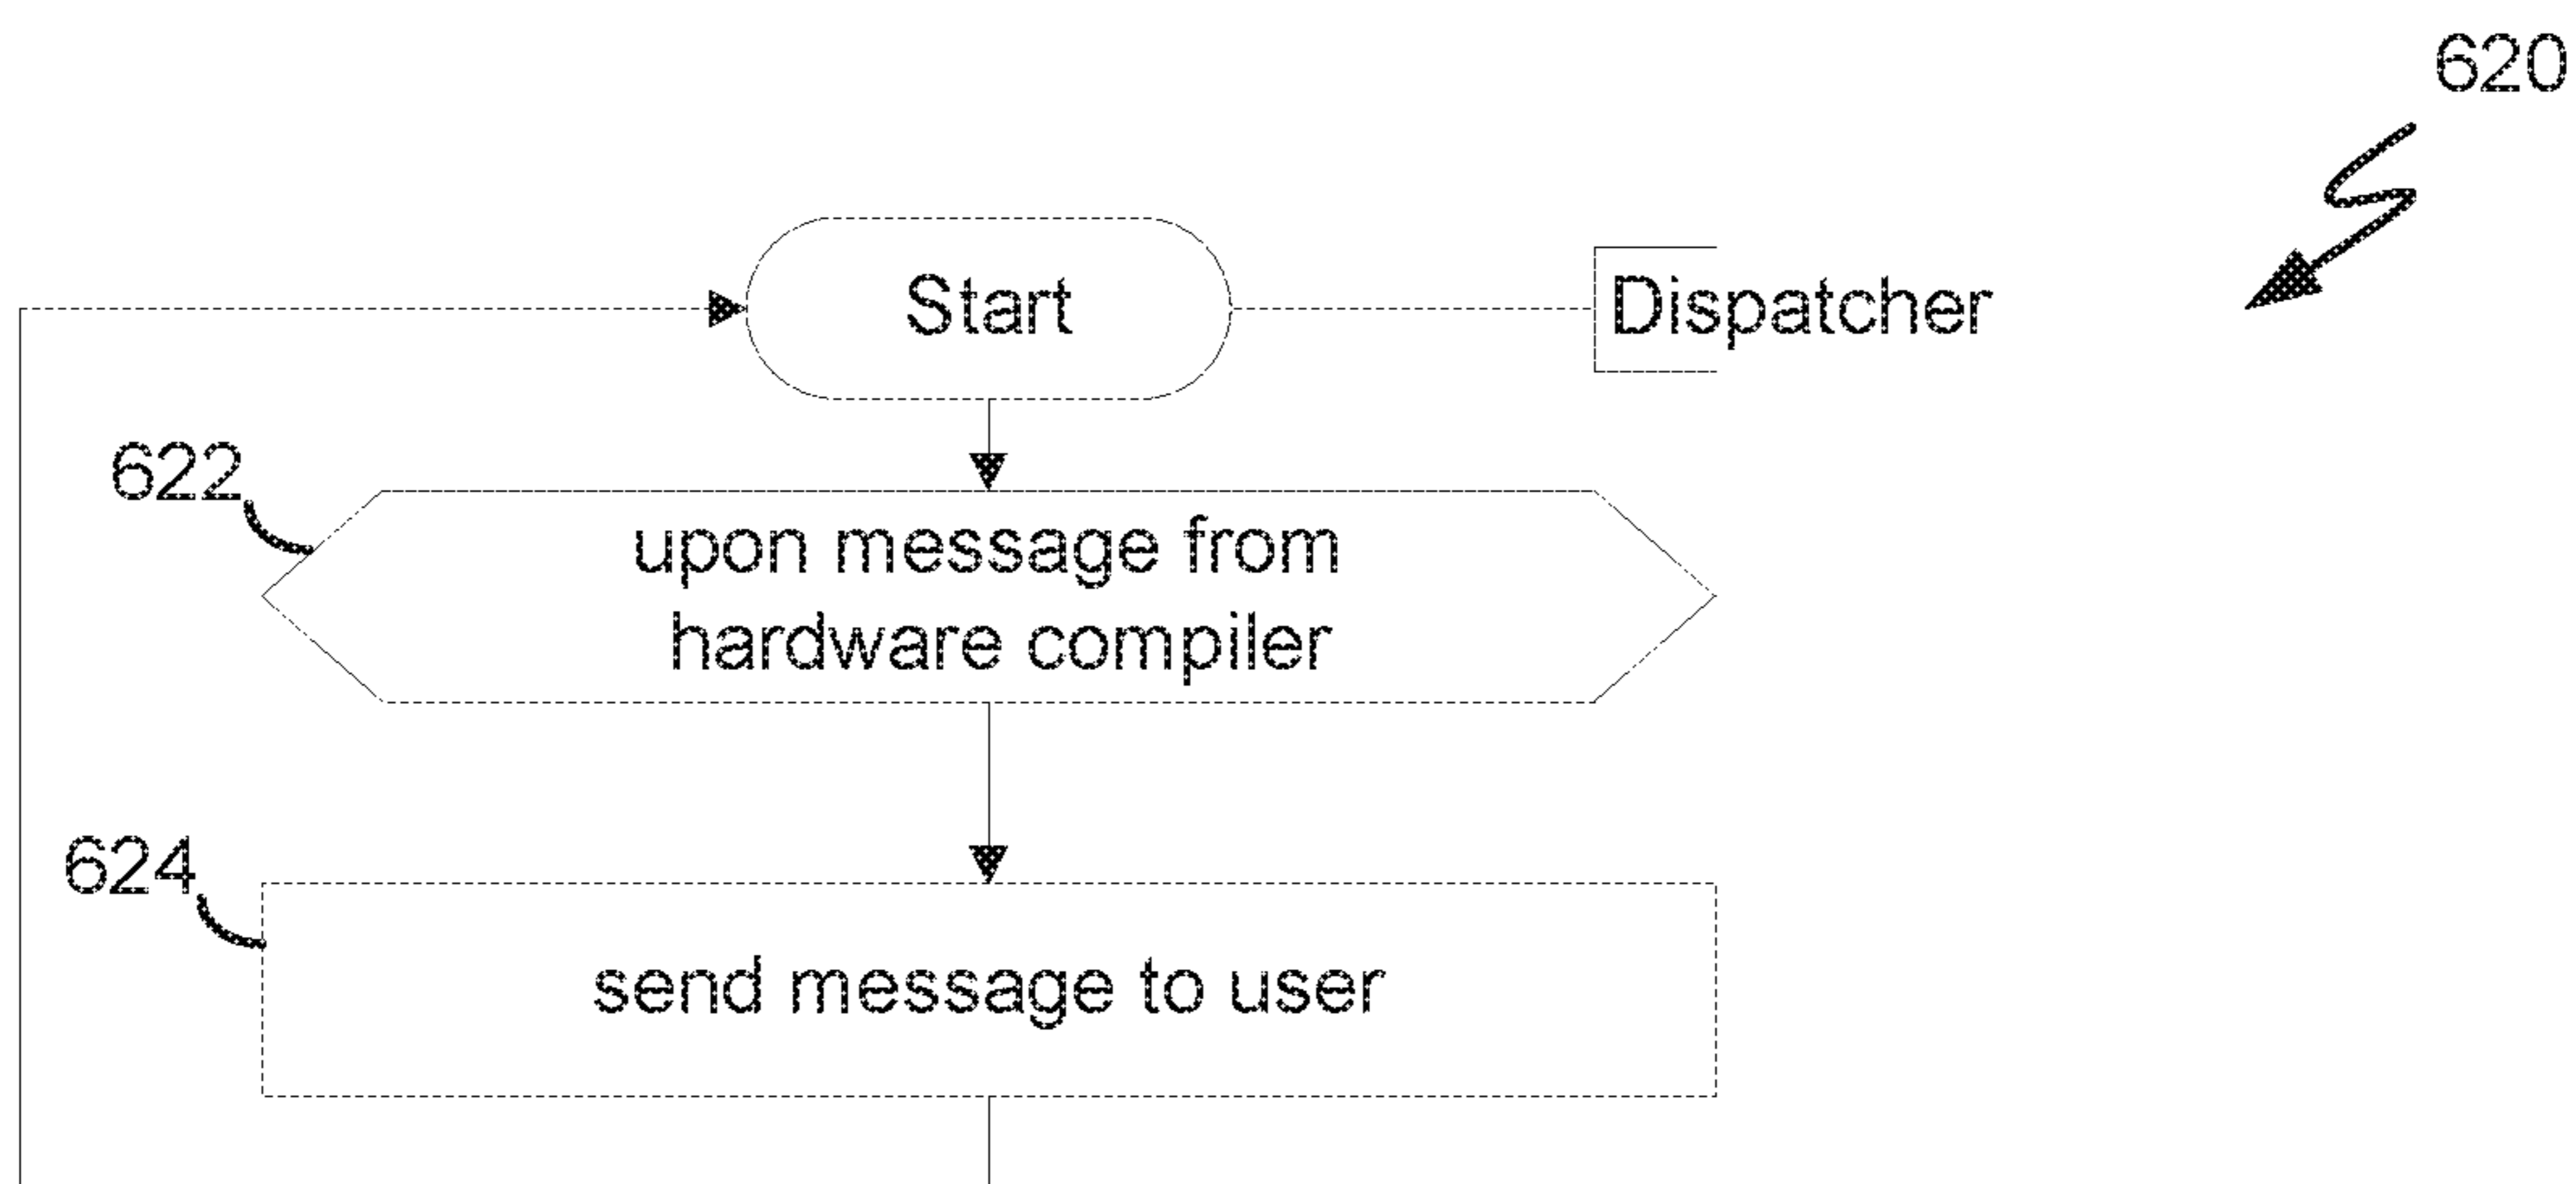 620
Start
Dispatcher
622
upon message from
hardware compiler
624
send message to user